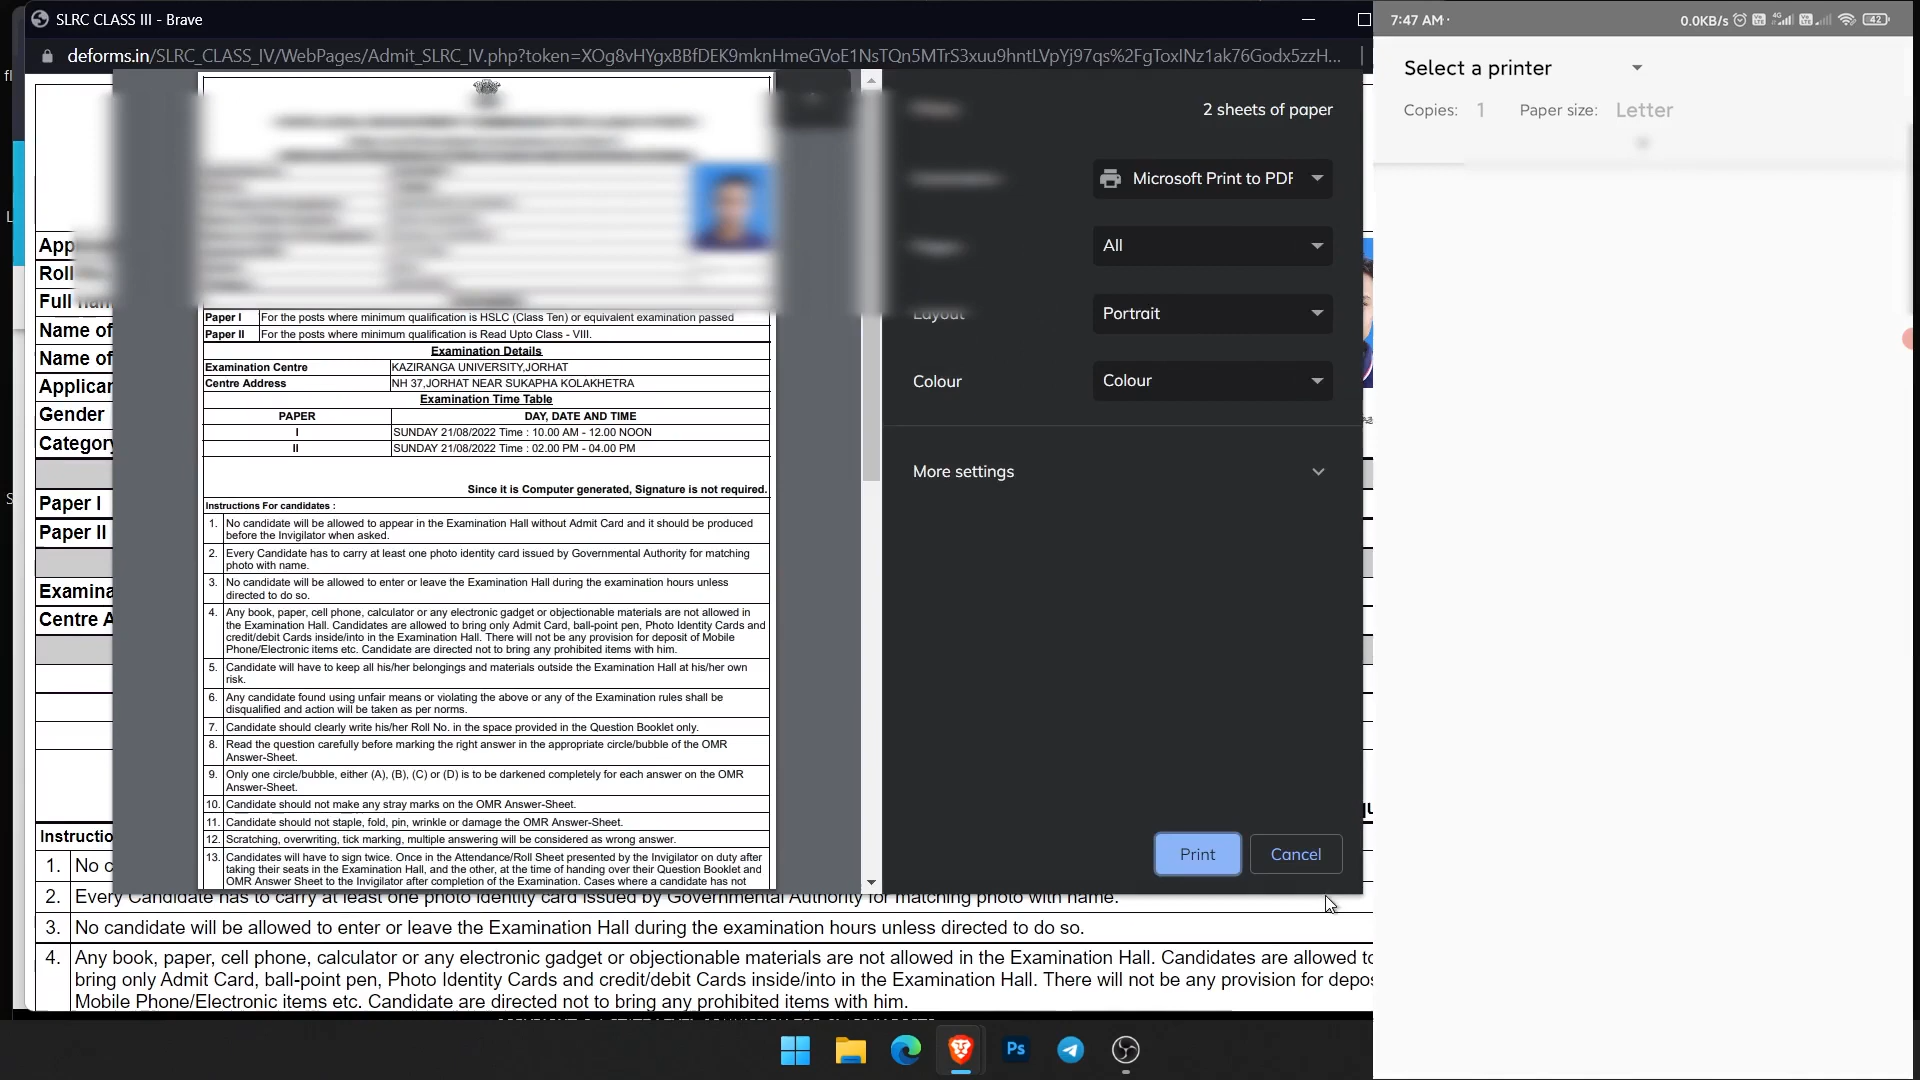 SLRC CLASS III - Brave
deforms.in/SLRC_CLASS_IV/WebPages/Admit_SLRC_IV.php?token=XOg8vHYgxBBfDEK9mknHmeGVoE1NsTQn5MTrS3xuu9hntLVpYj97qs%2FgToxINz1ak76Godx5zzH...
Roll
Full
Name of
Name of
Gender
Paper I
Paper II
1. No
Paper I For the posts where minimum qualification is HSLC (Class Ten) or equivalent examination passed
Paper II For the posts where minimum qualification is Read Upto Class - VIII.
Examination Details
Examination Centre KAZIRANGA UNIVERSITY,JORHAT
Centre Address NH 37,JORHAT NEAR SUKAPHA KOLAKHETRA
Examination Time Table
PAPER DAY, DATE AND TIME
I SUNDAY 21/08/2022 Time : 10.00 AM - 12.00 NOON
II SUNDAY 21/08/2022 Time : 02.00 PM - 04.00 PM
Since it is Computer generated, Signature is not required.
Instructions For candidates :
1. No candidate will be allowed to appear in the Examination Hall without Admit Card and it should be produced
before the Invigilator when asked.
2. Every Candidate has to carry at least one photo identity card issued by Governmental Authority for matching
photo with name.
3. No candidate will be allowed to enter or leave the Examination Hall during the examination hours unless
directed to do so.
4. Any book, paper, cell phone, calculator or any electronic gadget or objectionable materials are not allowed in
the Examination Hall. Candidates are allowed to bring only Admit Card, ball-point pen, Photo Identity Cards and
credit/debit Cards inside/into in the Examination Hall. There will not be any provision for deposit of Mobile
Phone/Electronic items etc. Candidate are directed not to bring any prohibited items with him.
5. Candidate will have to keep all his/her belongings and materials outside the Examination Hall at his/her own
risk.
6. Any candidate found using unfair means or violating the above or any of the Examination rules shall be
disqualified and action will be taken as per norms.
7. Candidate should clearly write his/her Roll No. in the space provided in the Question Booklet only.
8. Read the question carefully before marking the right answer in the appropriate circle/bubble of the OMR
Answer-Sheet.
9. Only one circle/bubble, either (A), (B), (C) or (D) is to be darkened completely for each answer on the OMR
Answer-Sheet.
10. Candidate should not make any stray marks on the OMR Answer-Sheet.
11. Candidate should not staple, fold, pin, wrinkle or damage the OMR Answer-Sheet.
12. Scratching, overwriting, tick marking, multiple answering will be considered as wrong answer.
13. Candidates will have to sign twice. Once in the Attendance/Roll Sheet presented by the Invigilator on duty after
taking their seats in the Examination Hall, and the other, at the time of handing over their Question Booklet and
OMR Answer Sheet to the Invigilator after completion of the Examination. Cases where a candidate has not
2. Every Candidate has to carry at least one photo identity card issued by Governmental Authority for matching photo with name.
3. No candidate will be allowed to enter or leave the Examination Hall during the examination hours unless directed to do so.
4. Any book, paper, cell phone, calculator or any electronic gadget or objectionable materials are not allowed in the Examination Hall. Candidates are allowed to
bring only Admit Card, ball-point pen, Photo Identity Cards and credit/debit Cards inside/into in the Examination Hall. There will not be any provision for
Mobile Phone/Electronic items etc. Candidate are directed not to bring any prohibited items with him.
2 sheets of paper
Microsoft Print to PDF
All
Layout Portrait
Colour Colour
More settings
Print Cancel
7:47 AM
0.0KB/s 4G 42
Select a printer
Copies: 1 Paper size: Letter
Ps